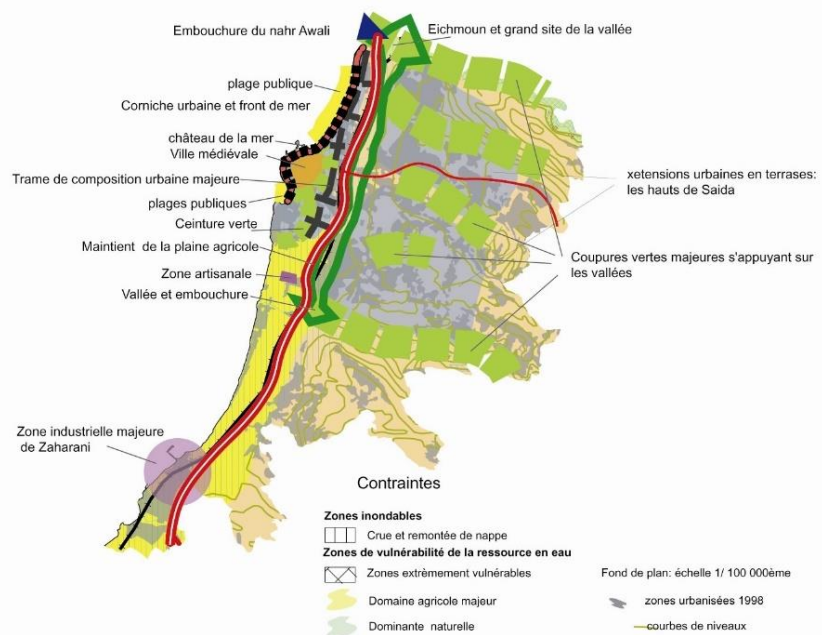 Embouchure du nahr Awali
Eichmoun et grand site de la vallée
plage publique
Corniche urbaine et front de mer
château de la mer
Ville médiévale
Trame de composition urbaine majeure
plages publiques
Ceinture verte
Maintient de la plaine agricole
Zone artisanale
Vallée et embouchure
xetensions urbaines en terrases:
les hauts de Saida
Coupures vertes majeures s'appuyant sur
les vallées
Zone industrielle majeure
de Zaharani
Contraintes
Zones inondables
Crue et remontée de nappe
Zones de vulnérabilité de la ressource en eau
Zones extrèmement vulnérables
Domaine agricole majeur
Dominante naturelle
Fond de plan: échelle 1/ 100 000ème
zones urbanisées 1998
courbes de niveaux